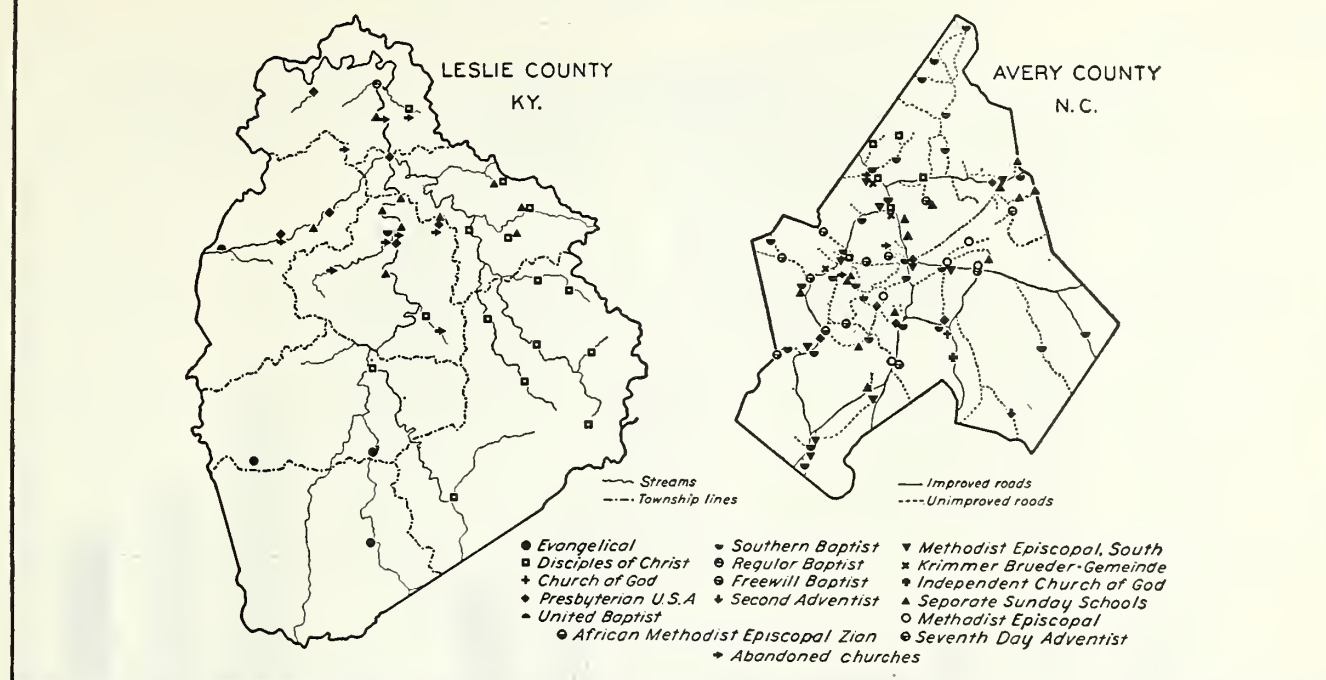 LESLIE COUNTY
KY.
AVERY COUNTY
N.C.
Streams
Township lines
Improved roads
Unimproved roads
Evangelical
Disciples of Christ
Church of God
Presbyterian U.S.A
United Baptist
African Methodist Episcopal Zion
Southern Baptist
Regulor Baptist
Freewill Baptist
Second Adventist
Abandoned churches
Methodist Episcopal, South
Krimmer Brueder-Gemeinde
Independent Church of God
Seporate Sunday Schools
Methodist Episcopal
Seventh Day Adventist